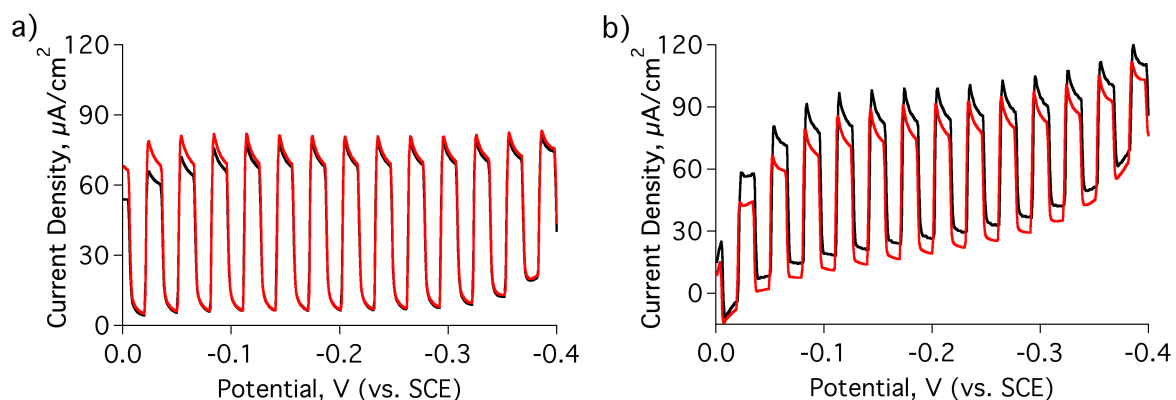 a)
Current Density, µA/cm²
120
90
60
30
0
0.0 -0.1 -0.2 -0.3 -0.4
Potential, V (vs. SCE)
b)
Current Density, µA/cm²
120
90
60
30
0
0.0 -0.1 -0.2 -0.3 -0.4
Potential, V (vs. SCE)